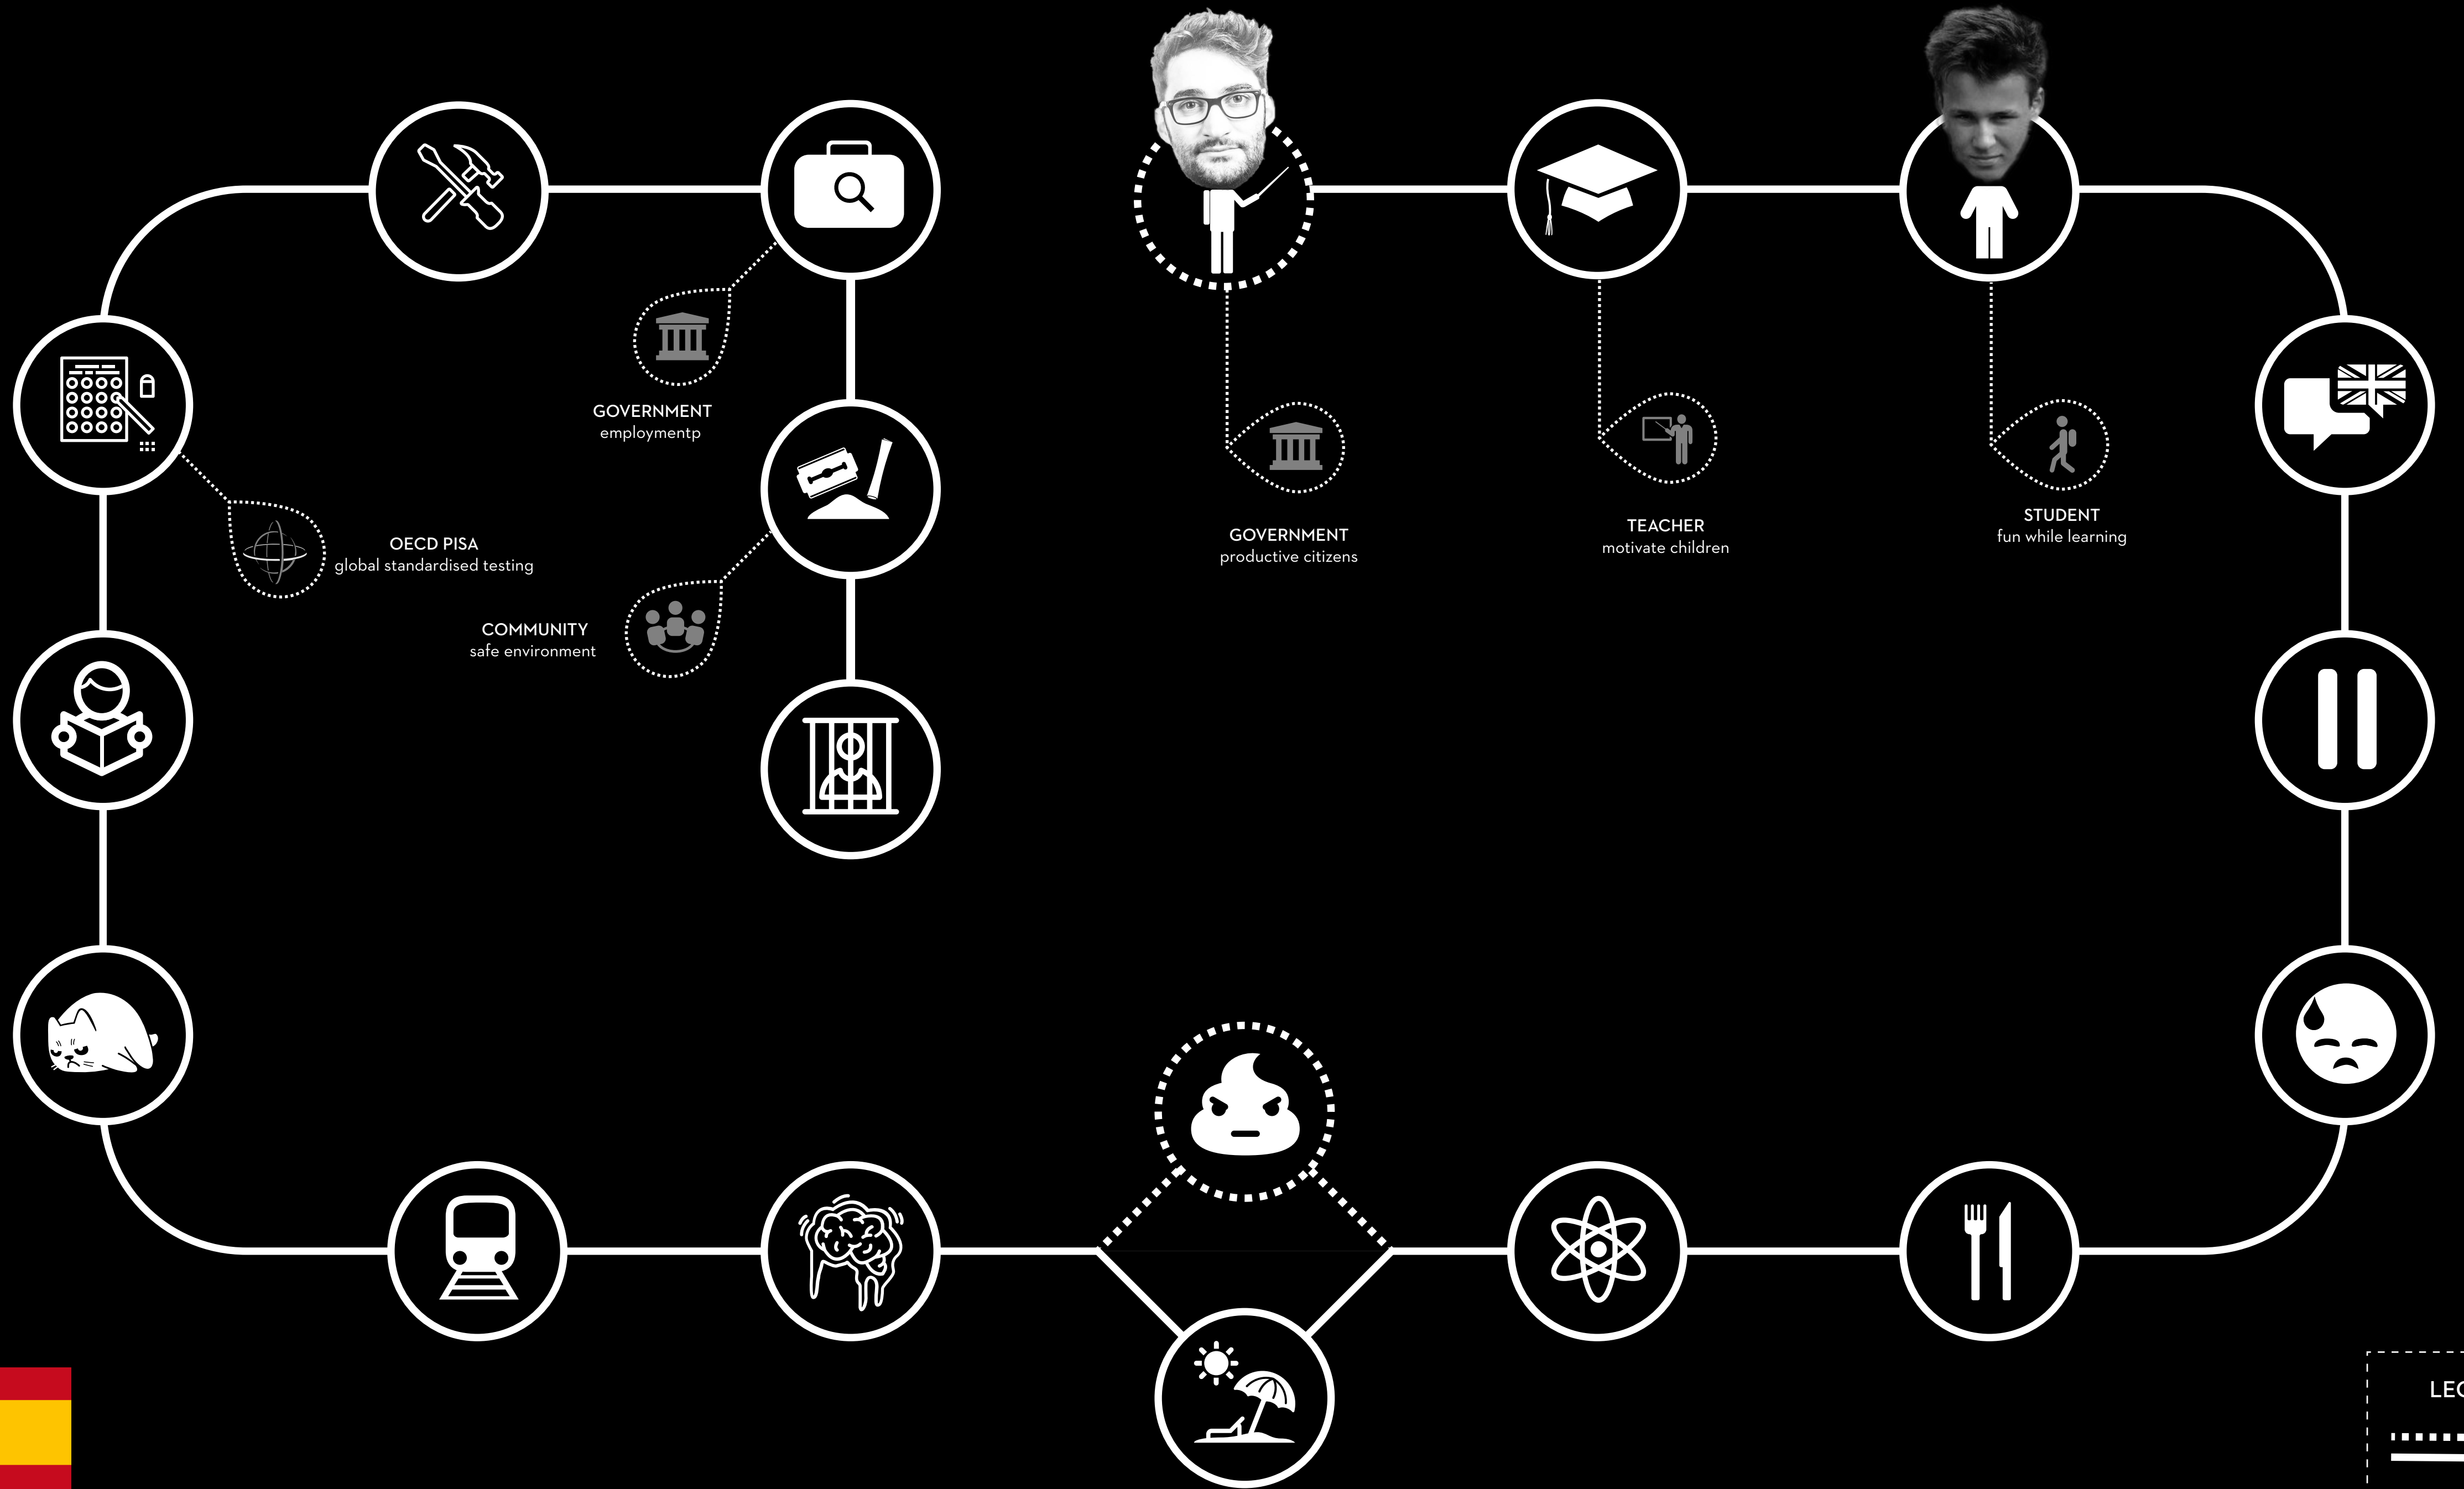 GOVERNMENT
employmentp
OECD PISA
global standardised testing
COMMUNITY
safe environment
GOVERNMENT
productive citizens
TEACHER
motivate children
STUDENT
fun while learning